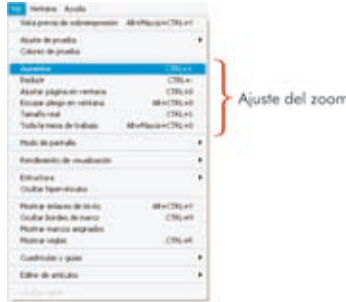 Ver Ventana Ayuda
Vista previa de sobreimpresión Alt+Mayús+CTRL+Y
Ajuste de prueba
Colores de prueba
Aumentar CTRL+=
Reducir CTRL+-
Ajustar página en ventana CTRL+0
Encajar pliego en ventana Alt+CTRL+0
Tamaño real CTRL+1
Toda la mesa de trabajo Alt+Mayús+CTRL+0
Ajuste del zoom
Modo de pantalla
Rendimiento de visualización
Estructura
Ocultar hipervínculos
Mostrar enlaces de texto Alt+CTRL+Y
Ocultar bordes de marco CTRL+H
Mostrar marcos asignados
Mostrar reglas CTRL+R
Cuadrículas y guías
Editor de artículos